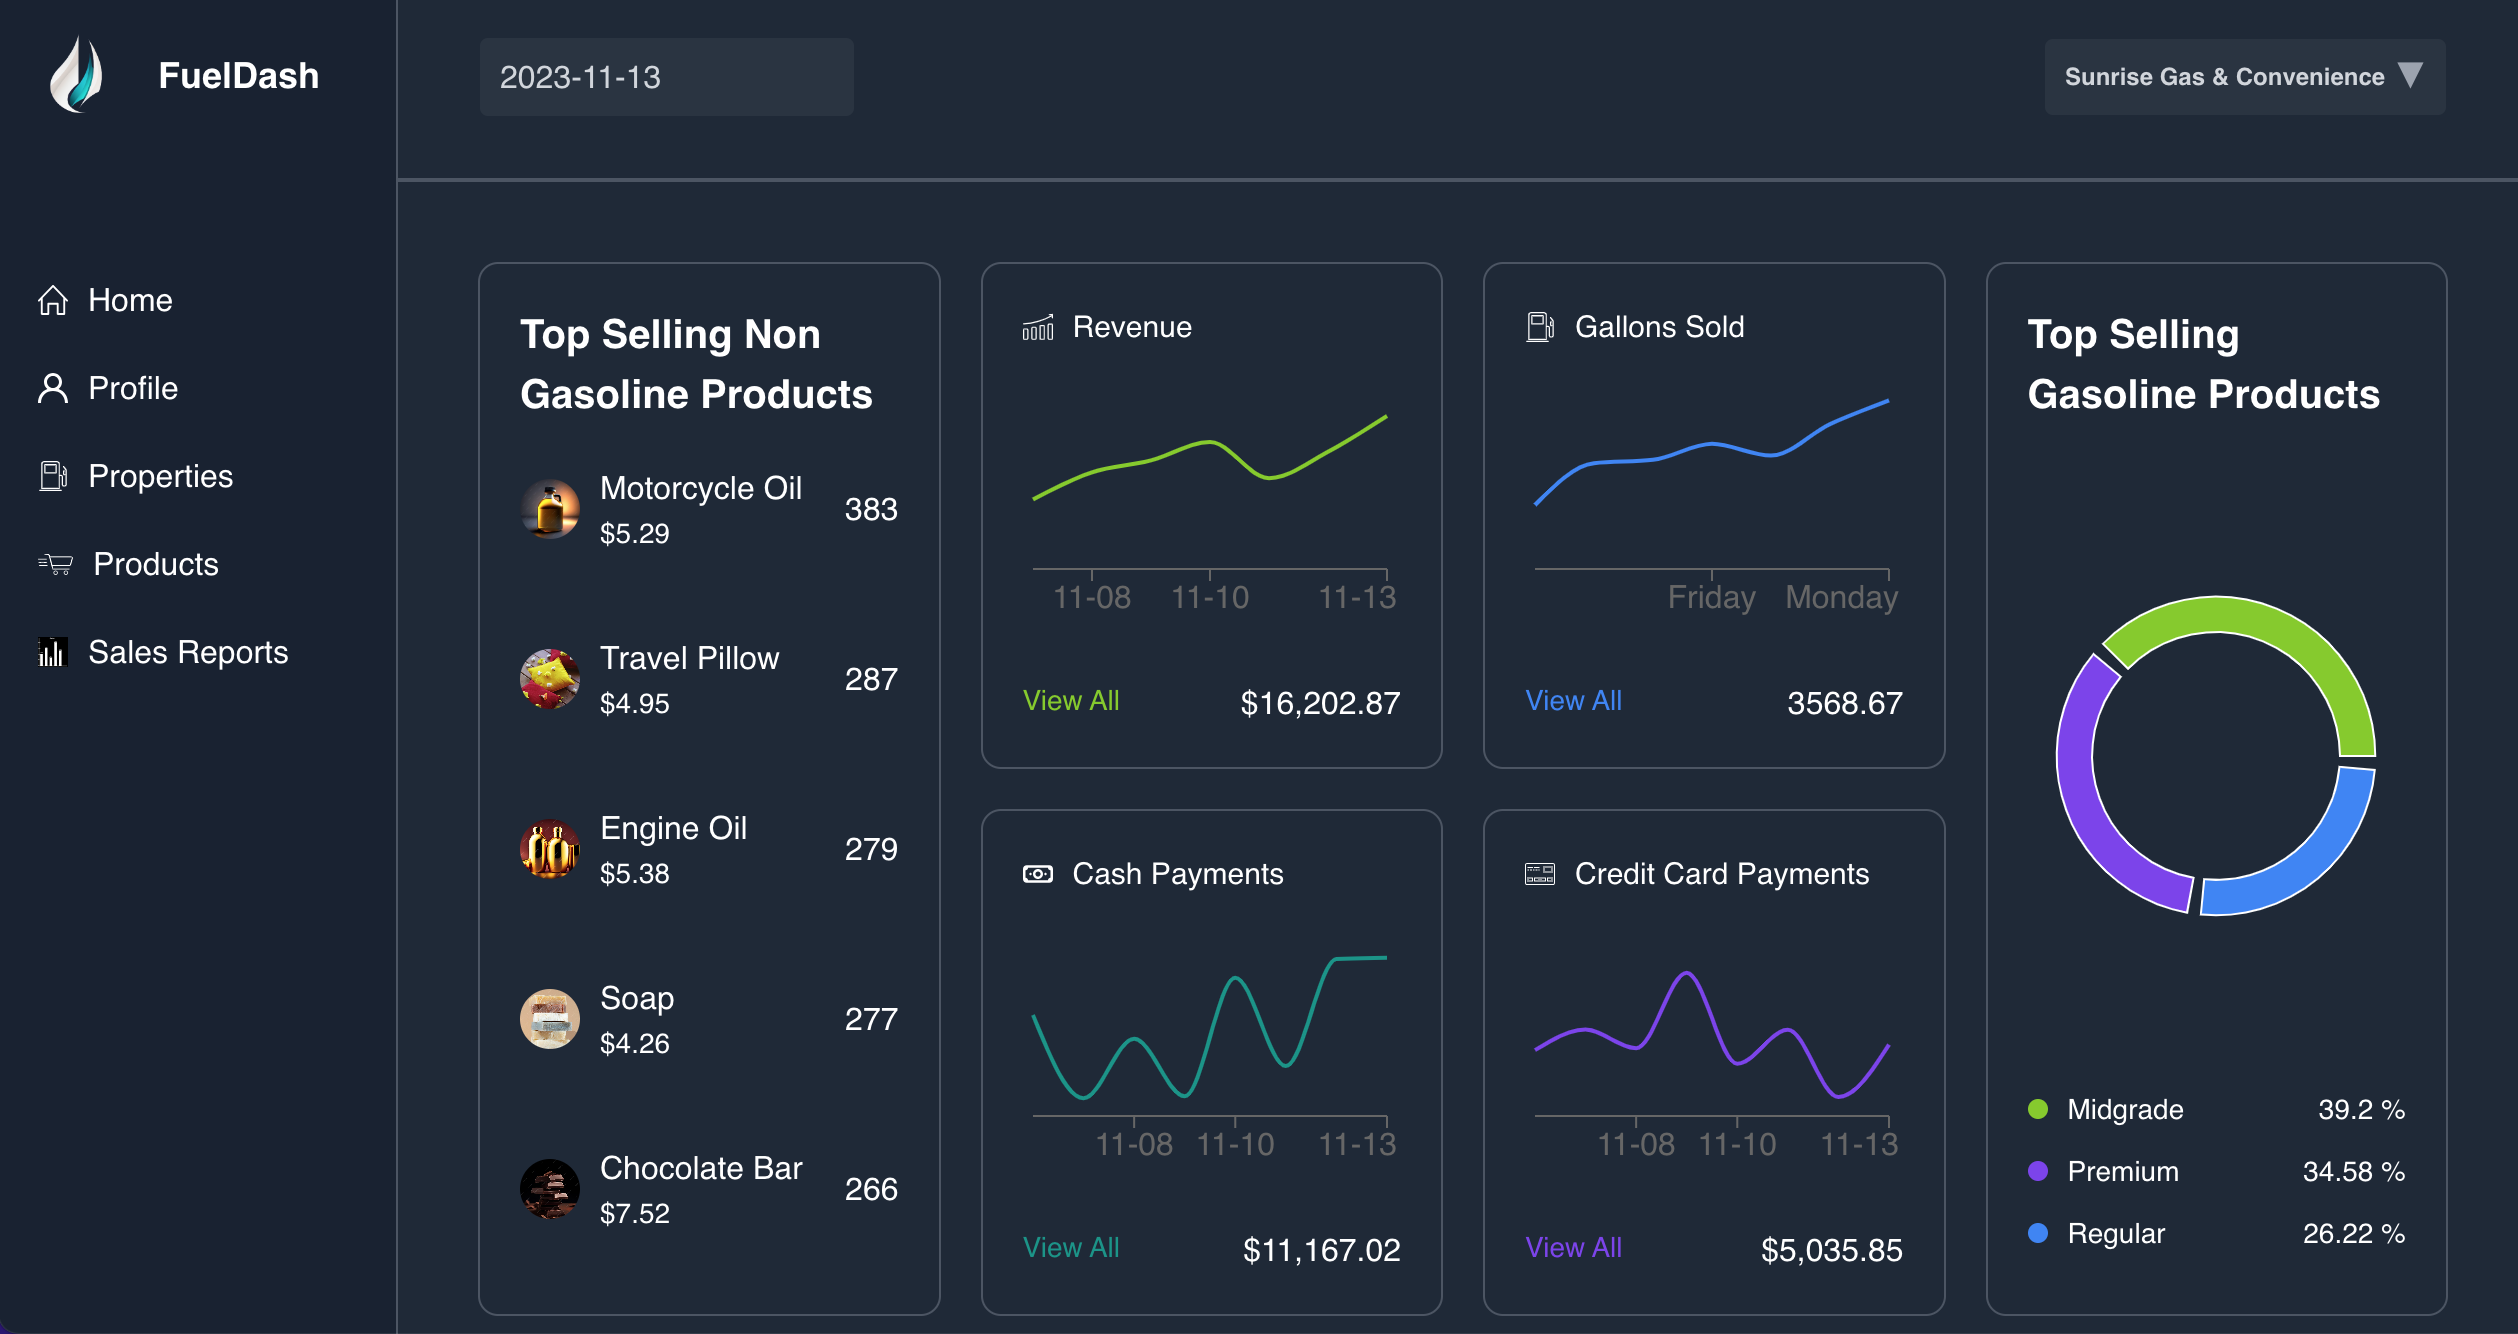 FuelDash
2023-11-13
Sunrise Gas & Convenience
Home
Profile
Properties
Products
Sales Reports
Top Selling Non
Gasoline Products
Motorcycle Oil
$5.29
383
Travel Pillow
$4.95
287
Engine Oil
$5.38
279
Soap
$4.26
277
Chocolate Bar
$7.52
266
Revenue
11-08 11-10 11-13
View All $16,202.87
Gallons Sold
Friday Monday
View All 3568.67
Cash Payments
11-08 11-10 11-13
View All $11,167.02
Credit Card Payments
11-08 11-10 11-13
View All $5,035.85
Top Selling
Gasoline Products
Midgrade 39.2 %
Premium 34.58 %
Regular 26.22 %